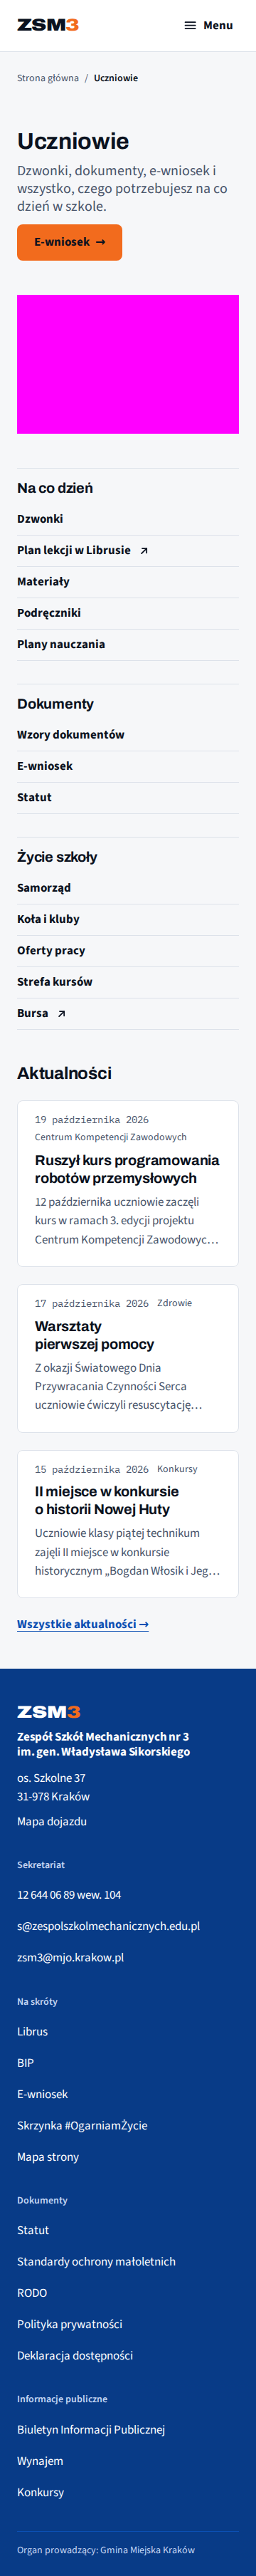 ZSM3
Menu
Strona główna / Uczniowie
Uczniowie
Dzwonki, dokumenty, e-wniosek i
wszystko, czego potrzebujesz na co
dzień w szkole.
E-wniosek →
Na co dzień
Dzwonki
Plan lekcji w Librusie ↗
Materiały
Podręczniki
Plany nauczania
Dokumenty
Wzory dokumentów
E-wniosek
Statut
Życie szkoły
Samorząd
Koła i kluby
Oferty pracy
Strefa kursów
Bursa ↗
Aktualności
19 października 2026
Centrum Kompetencji Zawodowych
Ruszył kurs programowania
robotów przemysłowych
12 października uczniowie zaczęli
kurs w ramach 3. edycji projektu
Centrum Kompetencji Zawodowyc…
17 października 2026 Zdrowie
Warsztaty
pierwszej pomocy
Z okazji Światowego Dnia
Przywracania Czynności Serca
uczniowie ćwiczyli resuscytację…
15 października 2026 Konkursy
II miejsce w konkursie
o historii Nowej Huty
Uczniowie klasy piątej technikum
zajęli II miejsce w konkursie
historycznym „Bogdan Włosik i Jeg…
Wszystkie aktualności →
ZSM3
Zespół Szkół Mechanicznych nr 3
im. gen. Władysława Sikorskiego
os. Szkolne 37
31-978 Kraków
Mapa dojazdu
Sekretariat
12 644 06 89 wew. 104
s@zespolszkolmechanicznych.edu.pl
zsm3@mjo.krakow.pl
Na skróty
Librus
BIP
E-wniosek
Skrzynka #OgarniamŻycie
Mapa strony
Dokumenty
Statut
Standardy ochrony małoletnich
RODO
Polityka prywatności
Deklaracja dostępności
Informacje publiczne
Biuletyn Informacji Publicznej
Wynajem
Konkursy
Organ prowadzący: Gmina Miejska Kraków